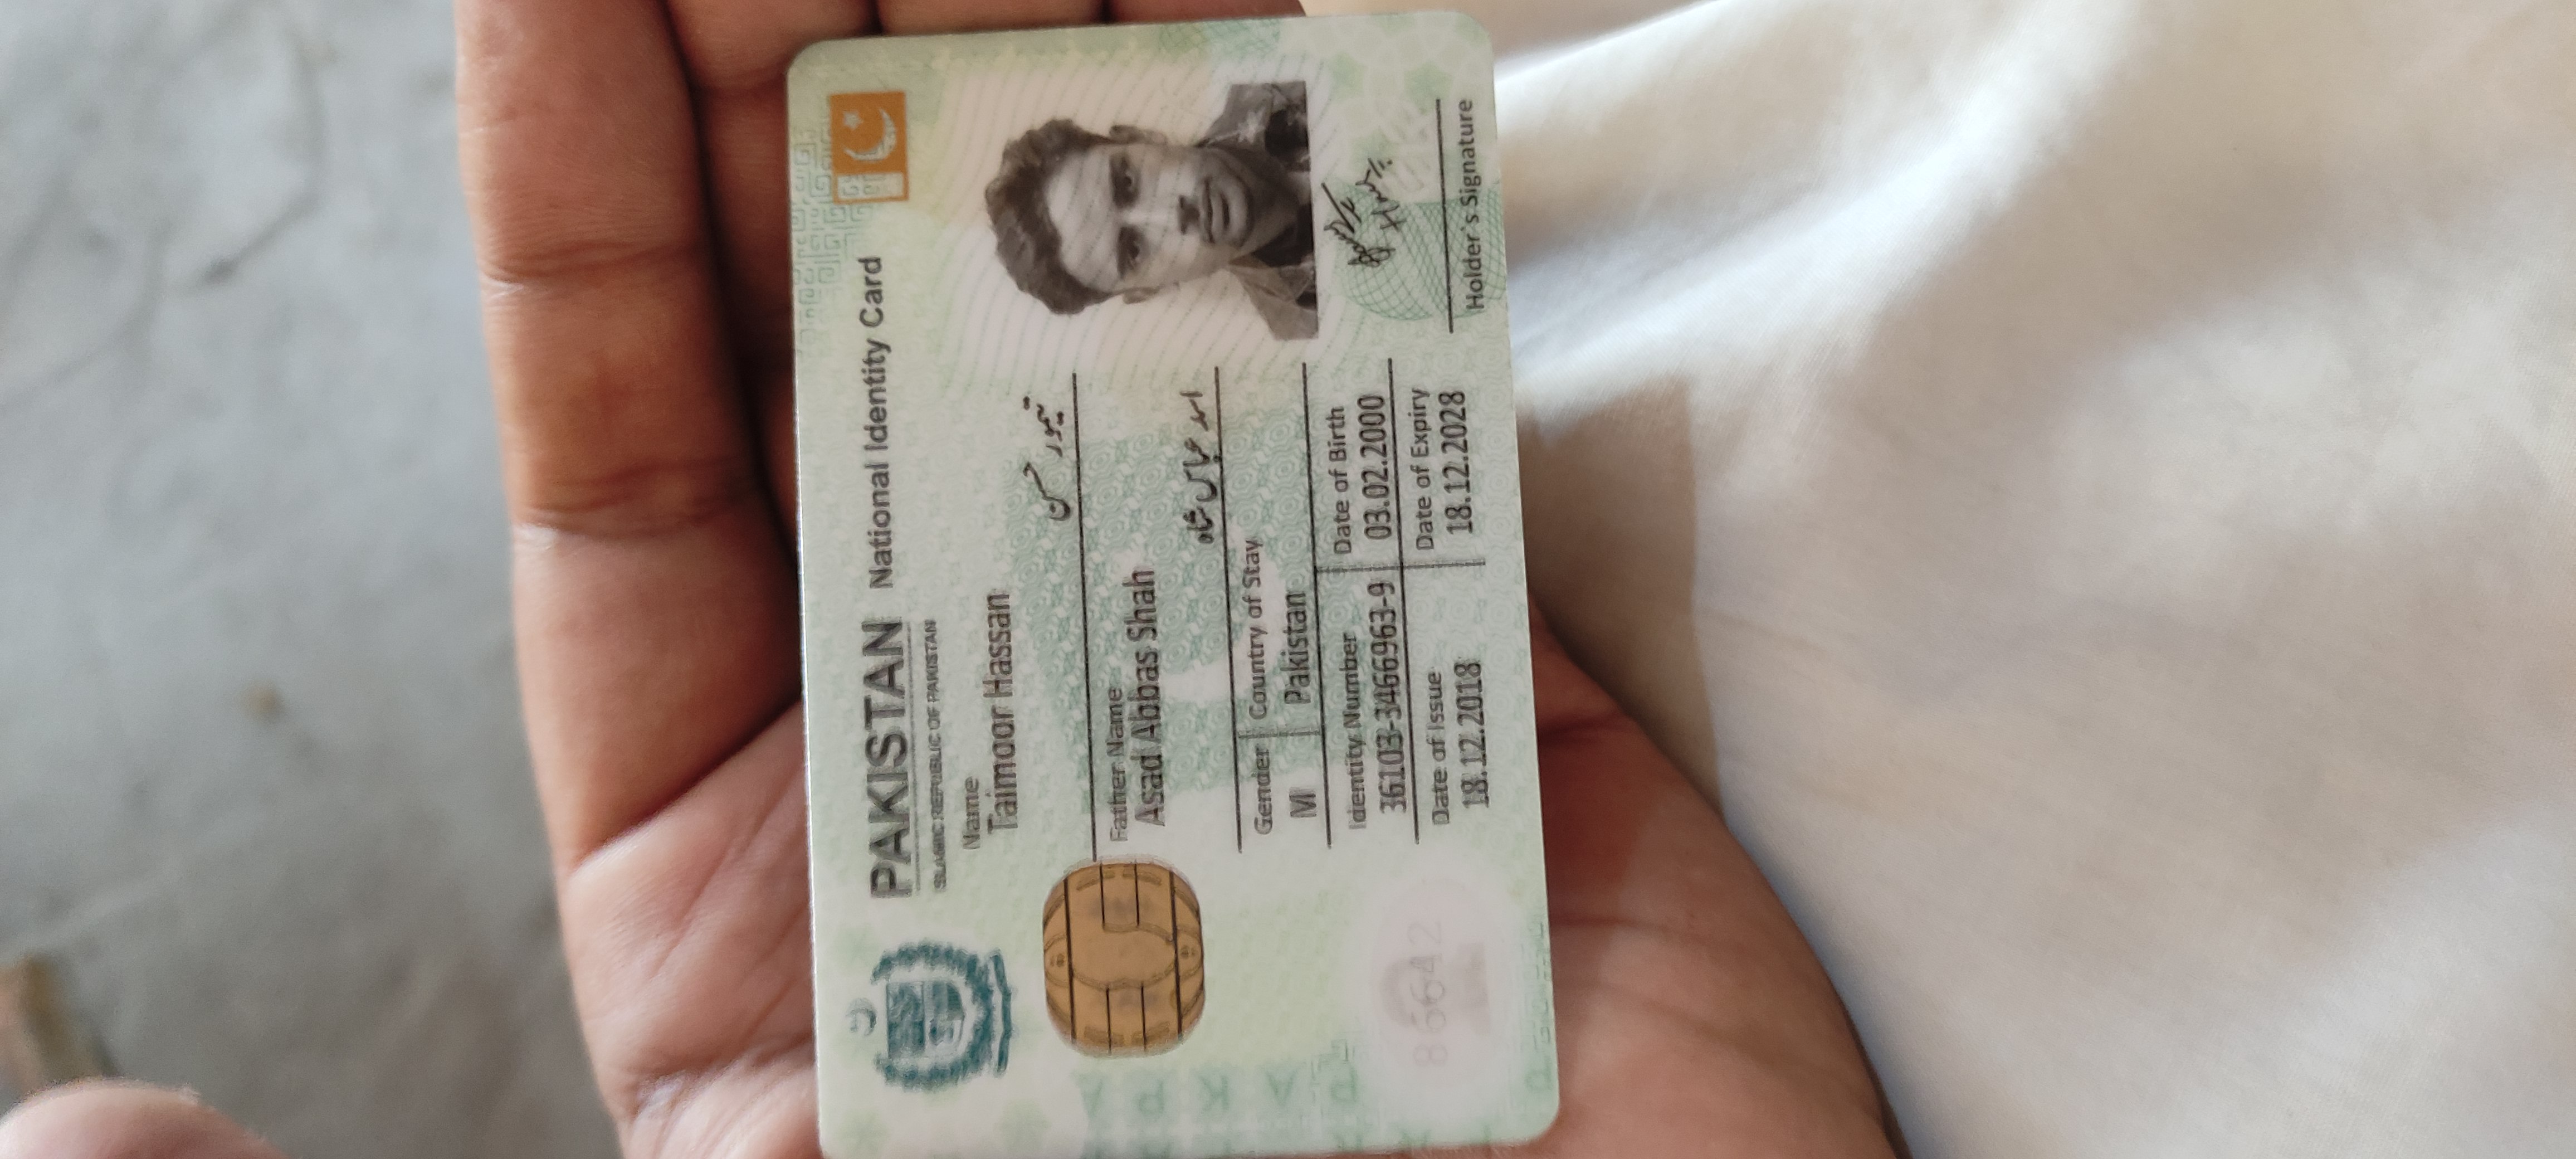 PAKISTAN National Identity Card
ISLAMIC REPUBLIC OF PAKISTAN
Name
Taimoor Hassan
تیمور حسن
Father Name
Asad Abbas Shah
اسد عباس شاہ
Gender Country of Stay
M Pakistan
Identity Number Date of Birth
36103-3466963-9 03.02.2000
Date of Issue Date of Expiry
18.12.2018 18.12.2028
Holder's Signature